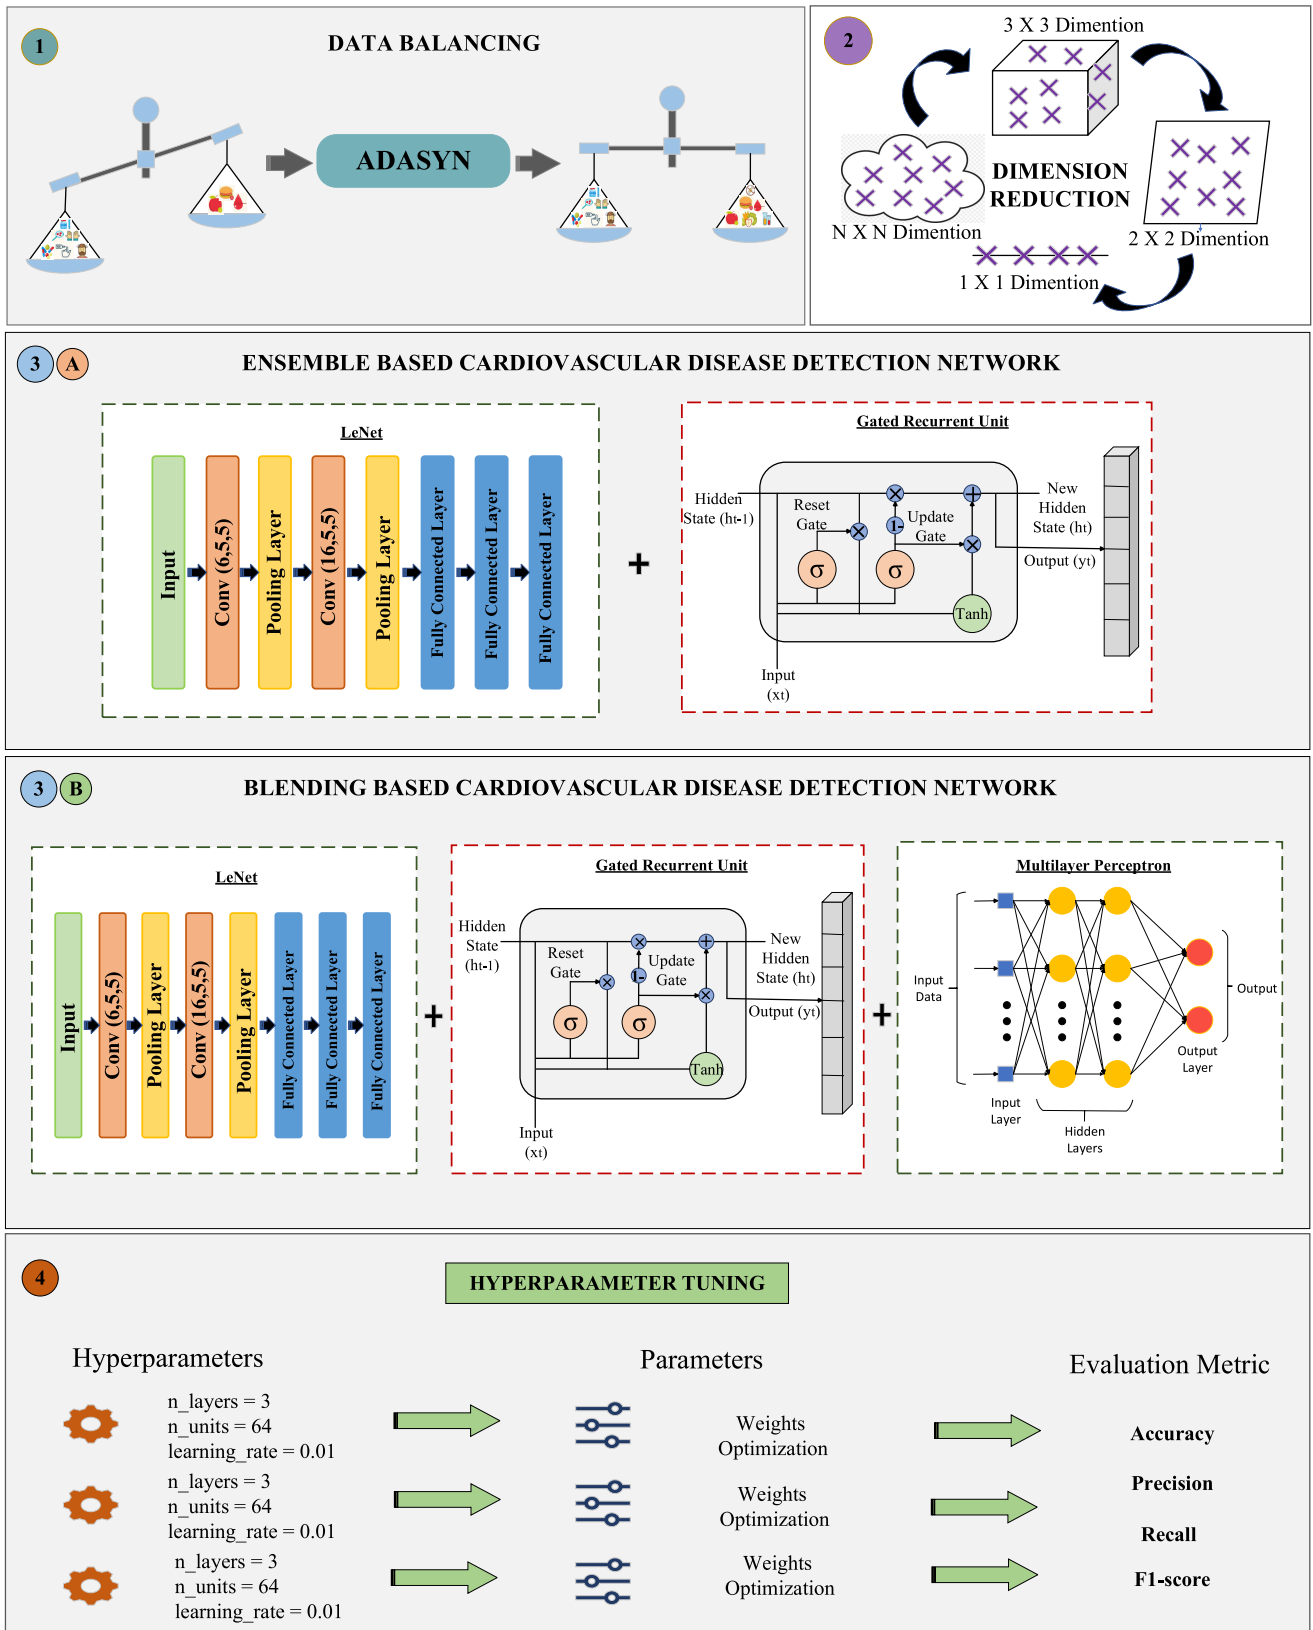 1
DATA BALANCING
ADASYN
2
3 X 3 Dimention
DIMENSION
REDUCTION
N X N Dimention
2 X 2 Dimention
1 X 1 Dimention
3 A
ENSEMBLE BASED CARDIOVASCULAR DISEASE DETECTION NETWORK
LeNet
Input
Conv (6,5,5)
Pooling Layer
Conv (16,5,5)
Pooling Layer
Fully Connected Layer
Fully Connected Layer
Fully Connected Layer
+
Gated Recurrent Unit
Hidden
State (ht-1)
Reset
Gate
×
×
1-
Update
Gate
+
×
σ
σ
Tanh
New
Hidden
State (ht)
Output (yt)
Input
(xt)
3 B
BLENDING BASED CARDIOVASCULAR DISEASE DETECTION NETWORK
LeNet
Input
Conv (6,5,5)
Pooling Layer
Conv (16,5,5)
Pooling Layer
Fully Connected Layer
Fully Connected Layer
Fully Connected Layer
+
Gated Recurrent Unit
Hidden
State
(ht-1)
Reset
Gate
×
×
1-
Update
Gate
+
×
σ
σ
Tanh
New
Hidden
State (ht)
Output (yt)
Input
(xt)
+
Multilayer Perceptron
Input
Data
Output
Output
Layer
Input
Layer
Hidden
Layers
4
HYPERPARAMETER TUNING
Hyperparameters
Parameters
Evaluation Metric
n_layers = 3
n_units = 64
learning_rate = 0.01
Weights
Optimization
Accuracy
n_layers = 3
n_units = 64
learning_rate = 0.01
Weights
Optimization
Precision
Recall
n_layers = 3
n_units = 64
learning_rate = 0.01
Weights
Optimization
F1-score